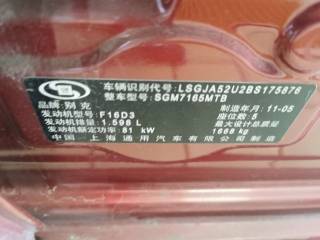 车辆识别代号: LSGJA52U2BS175876
整车型号: SGM7165MTB
品牌: 别克 制造年月: 11-05
发动机型号: F16D3 座位数: 5
发动机排量: 1.598 L 最大设计总质量:
发动机额定功率: 81 kW 1668 kg
中国 上海通用汽车有限公司 制造